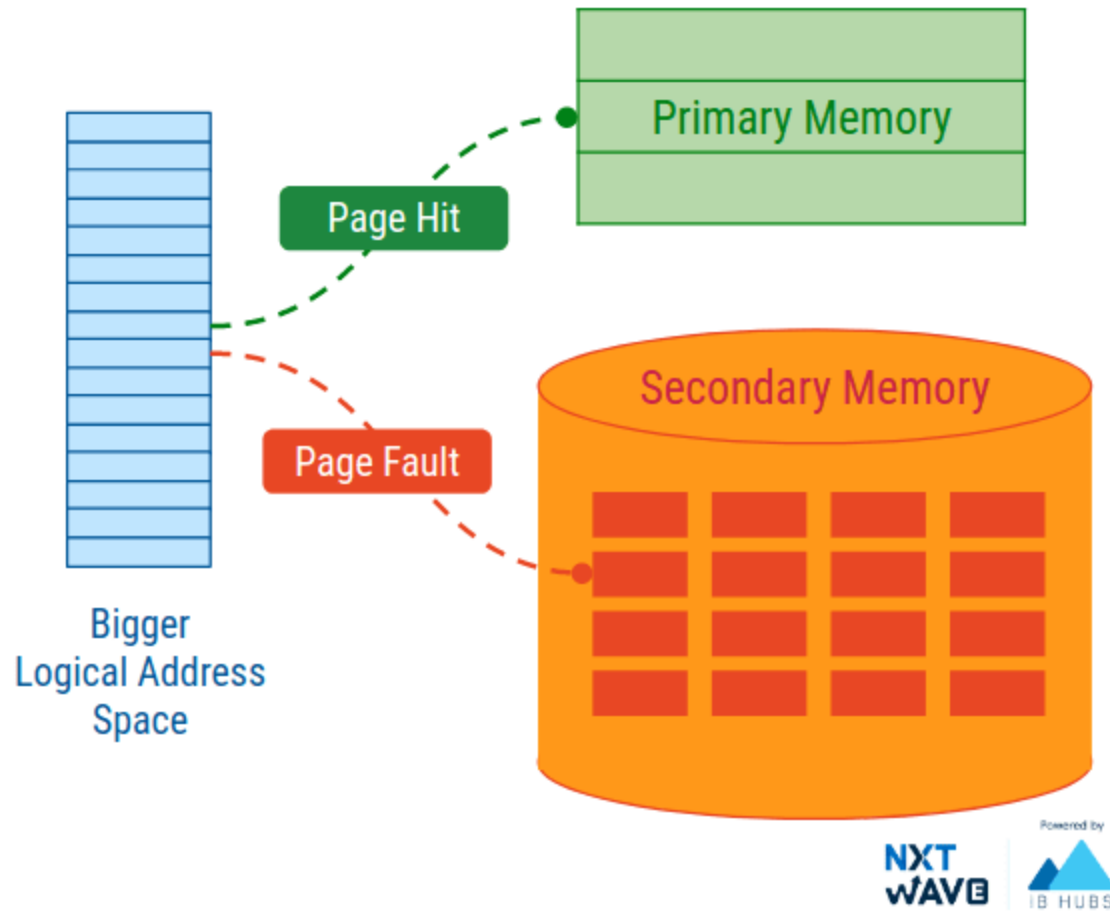 Primary Memory
Page Hit
Secondary Memory
Page Fault
Bigger
Logical Address
Space
Powered by
NXT
WAVE
iB HUBS